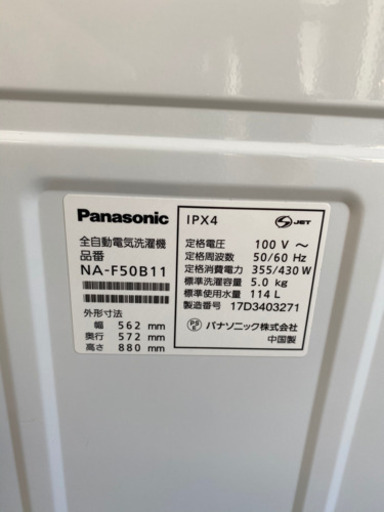 Panasonic
全自動電気洗濯機
品番
NA-F50B11
外形寸法
幅 562 mm
奥行 572 mm
高さ 880 mm
IPX4
S JET
定格電圧 100 V ～
定格周波数 50/60 Hz
定格消費電力 355/430 W
標準洗濯容量 5.0 kg
標準使用水量 114 L
製造番号 17D3403271
パナソニック株式会社
中国製